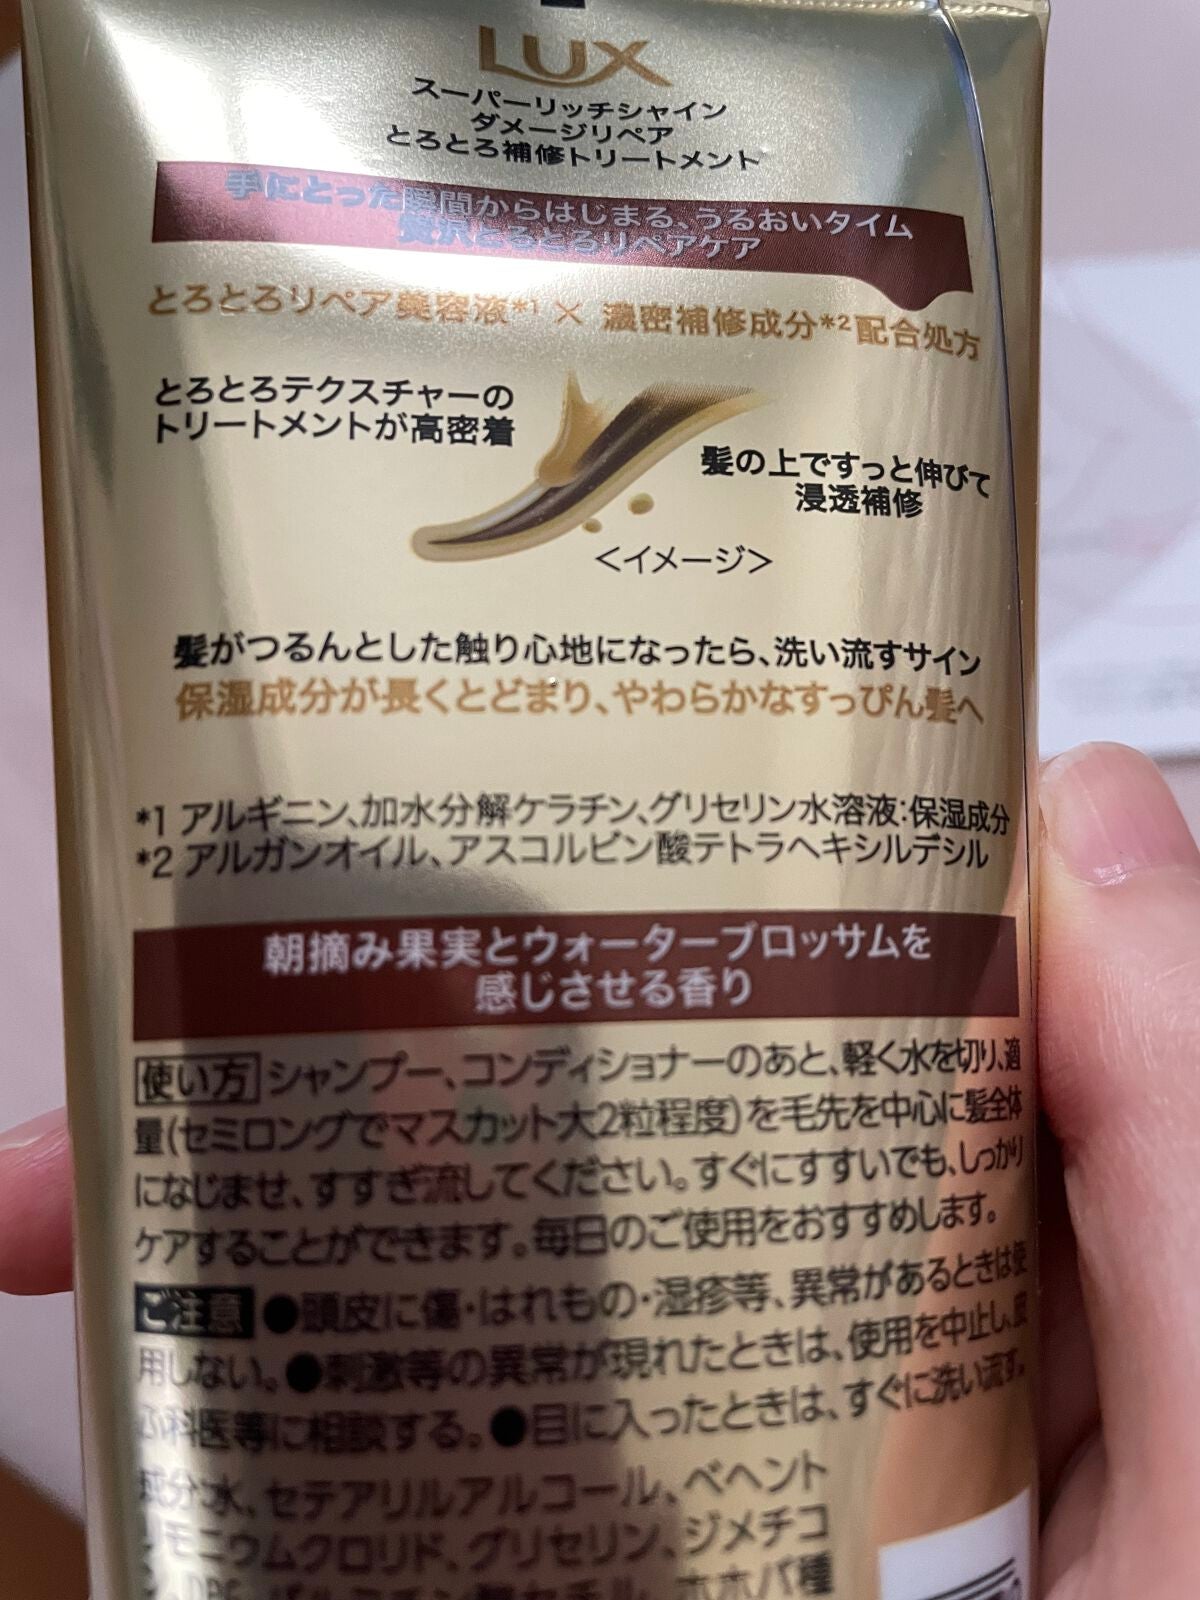 LUX
スーパーリッチシャイン
ダメージリペア
とろとろ補修トリートメント
手にとった瞬間からはじまる、うるおいタイム
贅沢とろとろリペアケア
とろとろリペア美容液*1 × 濃密補修成分*2配合処方
とろとろテクスチャーの
トリートメントが高密着
髪の上ですっと伸びて
浸透補修
<イメージ>
髪がつるんとした触り心地になったら、洗い流すサイン
保湿成分が長くとどまり、やわらかなすっぴん髪へ
*1 アルギニン、加水分解ケラチン、グリセリン水溶液:保湿成分
*2 アルガンオイル、アスコルビン酸テトラヘキシルデシル
朝摘み果実とウォーターブロッサムを
感じさせる香り
使い方 シャンプー、コンディショナーのあと、軽く水を切り、適
量(セミロングでマスカット大2粒程度)を毛先を中心に髪全体
になじませ、すすぎ流してください。すぐにすすいでも、しっかり
ケアすることができます。毎日のご使用をおすすめします。
ご注意 ●頭皮に傷・はれもの・湿疹等、異常があるときは使
用しない。●刺激等の異常が現れたときは、使用を中止し、皮
ふ科医等に相談する。●目に入ったときは、すぐに洗い流す。
成分:水、セテアリルアルコール、ベヘント
モニウムクロリド、グリセリン、ジメチコ
ホホバ種